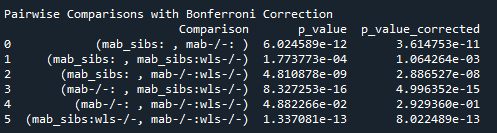 Pairwise Comparisons with Bonferroni Correction
Comparison p_value p_value_corrected
0 (mab_sibs: , mab-/-: ) 6.024589e-12 3.614753e-11
1 (mab_sibs: , mab_sibs:wls-/-) 1.773773e-04 1.064264e-03
2 (mab_sibs: , mab-/-:wls-/-) 4.810878e-09 2.886527e-08
3 (mab-/-: , mab_sibs:wls-/-) 8.327253e-16 4.996352e-15
4 (mab-/-: , mab-/-:wls-/-) 4.882266e-02 2.929360e-01
5 (mab_sibs:wls-/-, mab-/-:wls-/-) 1.337081e-13 8.022489e-13